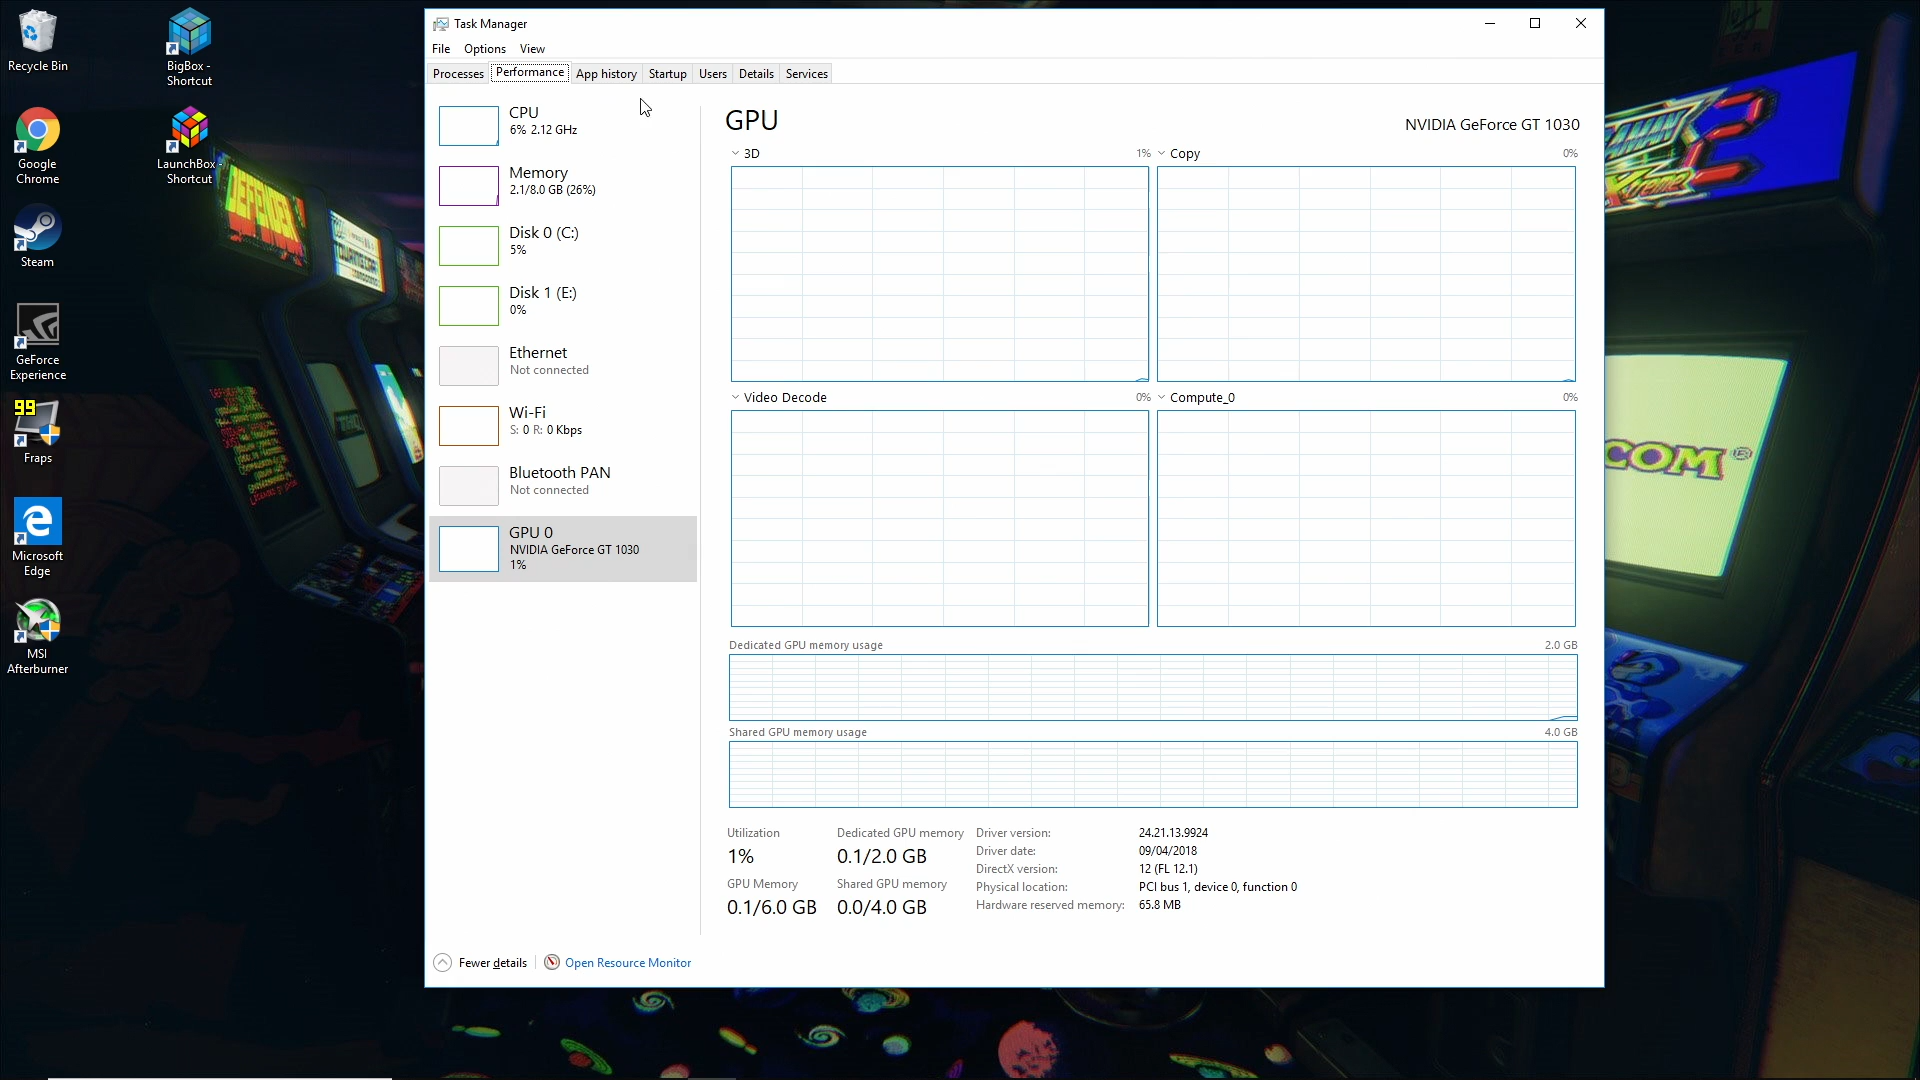 Recycle Bin
BigBox -
Shortcut
Google
Chrome
LaunchBox -
Shortcut
Steam
GeForce
Experience
99
Fraps
Microsoft
Edge
MSI
Afterburner
Task Manager
File Options View
Processes Performance App history Startup Users Details Services
CPU
6% 2.12 GHz
Memory
2.1/8.0 GB (26%)
Disk 0 (C:)
5%
Disk 1 (E:)
0%
Ethernet
Not connected
Wi-Fi
S: 0 R: 0 Kbps
Bluetooth PAN
Not connected
GPU 0
NVIDIA GeForce GT 1030
1%
GPU
NVIDIA GeForce GT 1030
3D 1%
Copy 0%
Video Decode 0%
Compute_0 0%
Dedicated GPU memory usage 2.0 GB
Shared GPU memory usage 4.0 GB
Utilization
1%
Dedicated GPU memory
0.1/2.0 GB
GPU Memory
0.1/6.0 GB
Shared GPU memory
0.0/4.0 GB
Driver version: 24.21.13.9924
Driver date: 09/04/2018
DirectX version: 12 (FL 12.1)
Physical location: PCI bus 1, device 0, function 0
Hardware reserved memory: 65.8 MB
Fewer details
Open Resource Monitor
DEFENDER
2
COM®